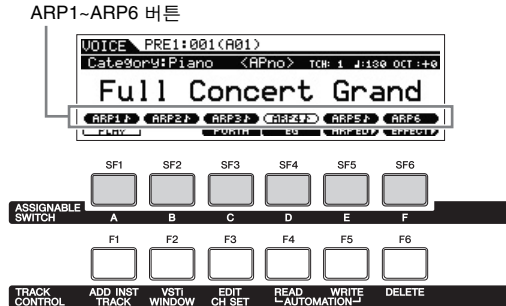 ARP1~ARP6 버튼
VOICE PRE1:001(A01)
Category:Piano <APno> TCH: 1 ♩:130 OCT:+0
Full Concert Grand
ARP1♪ ARP2♪ ARP3♪ ARP4♪ ARP5♪ ARP6
PLAY PORTA EG ARP ED♪ EFFECT♪
SF1 SF2 SF3 SF4 SF5 SF6
ASSIGNABLE
SWITCH A B C D E F
F1 F2 F3 F4 F5 F6
TRACK
CONTROL ADD INST
TRACK VSTi
WINDOW EDIT
CH SET READ WRITE
AUTOMATION DELETE